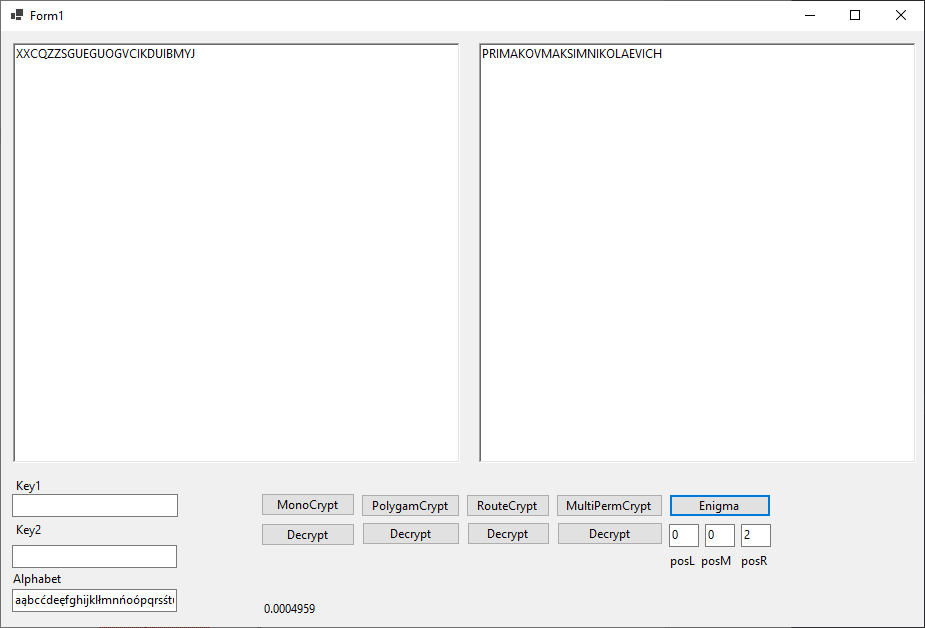 Form1
XXCQZZSGUEGUOGVCIKDUIBMYJ
PRIMAKOVMAKSIMNIKOLAEVICH
Key1
Key2
Alphabet
aąbcćdeęfghijklłmnńoópqrsśt
MonoCrypt PolygamCrypt RouteCrypt MultiPermCrypt Enigma
Decrypt Decrypt Decrypt Decrypt 0 0 2
posL posM posR
0.0004959